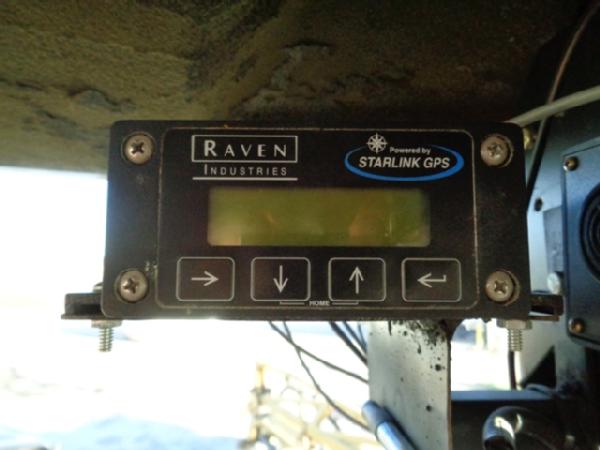 RAVEN
INDUSTRIES
Powered by
STARLINK GPS
HOME